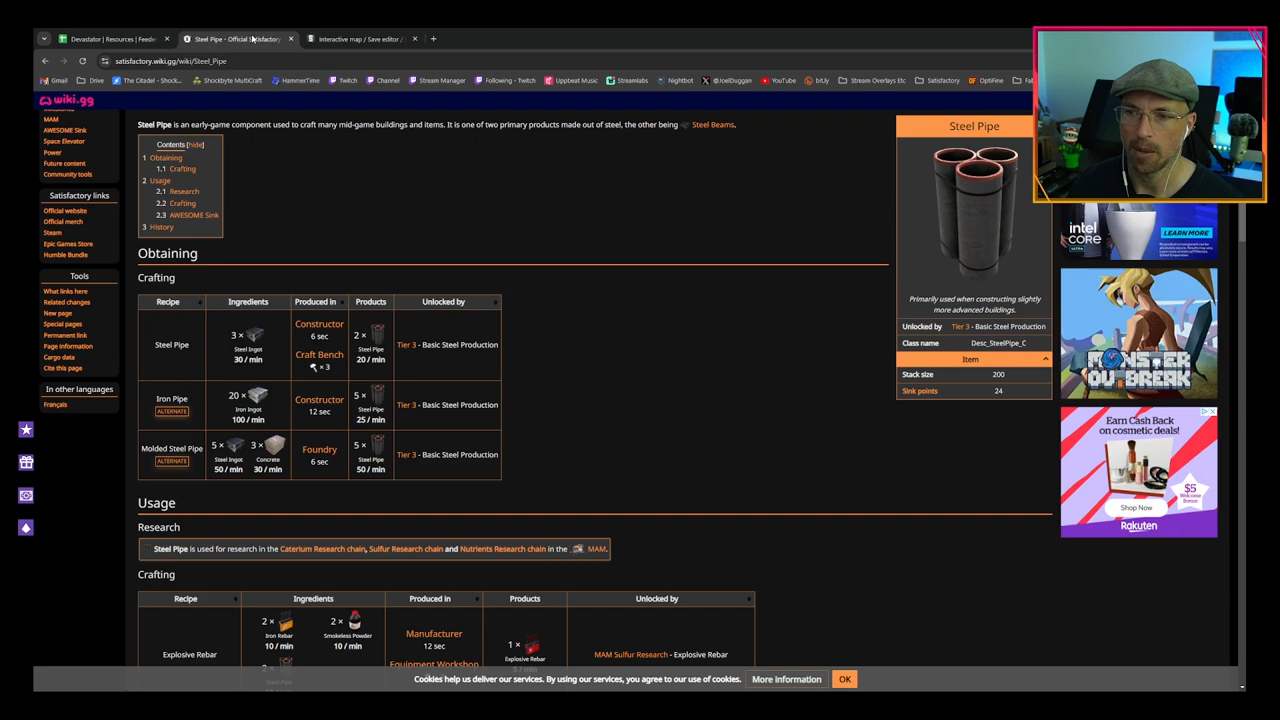 Devastator | Resources | Feeder
Steel Pipe - Official Satisfactory
Interactive map / Save editor /
satisfactory.wiki.gg/wiki/Steel_Pipe
Gmail
Drive
The Citadel - Shock...
Shockbyte MultiCraft
HammerTime
Twitch
Channel
Stream Manager
Following - Twitch
Uppbeat Music
Streamlabs
Nightbot
@JoelDuggan
YouTube
bit.ly
Stream Overlays Etc
Satisfactory
OptiFine
Fab
wiki.gg
MAM
AWESOME Sink
Space Elevator
Power
Future content
Community tools
Satisfactory links
Official website
Official merch
Steam
Epic Games Store
Humble Bundle
Tools
What links here
Related changes
New page
Special pages
Permanent link
Page information
Cargo data
Cite this page
In other languages
Français
Steel Pipe is an early-game component used to craft many mid-game buildings and items. It is one of two primary products made out of steel, the other being Steel Beams.
Contents [hide]
1 Obtaining
1.1 Crafting
2 Usage
2.1 Research
2.2 Crafting
2.3 AWESOME Sink
3 History
Obtaining
Crafting
Recipe Ingredients Produced in Products Unlocked by
Steel Pipe
3 ×
Steel Ingot
30 / min
Constructor
6 sec
Craft Bench
× 3
2 ×
Steel Pipe
20 / min
Tier 3 - Basic Steel Production
Iron Pipe
ALTERNATE
20 ×
Iron Ingot
100 / min
Constructor
12 sec
5 ×
Steel Pipe
25 / min
Tier 3 - Basic Steel Production
Molded Steel Pipe
ALTERNATE
5 × 3 ×
Steel Ingot Concrete
50 / min 30 / min
Foundry
6 sec
5 ×
Steel Pipe
50 / min
Tier 3 - Basic Steel Production
Usage
Research
Steel Pipe is used for research in the Caterium Research chain, Sulfur Research chain and Nutrients Research chain in the MAM.
Crafting
Recipe Ingredients Produced in Products Unlocked by
Explosive Rebar
2 × 2 ×
Iron Rebar Smokeless Powder
10 / min 10 / min
2 ×
Steel Pipe
Manufacturer
12 sec
Equipment Workshop
1 ×
Explosive Rebar
MAM Sulfur Research - Explosive Rebar
Steel Pipe
Primarily used when constructing slightly
more advanced buildings.
Unlocked by Tier 3 - Basic Steel Production
Class name Desc_SteelPipe_C
Item
Stack size 200
Sink points 24
intel
CORE
ULTRA
LEARN MORE
MONSTER
DU BREAK
Earn Cash Back
on cosmetic deals!
$5
Welcome
Bonus
Shop Now
Rakuten
Cookies help us deliver our services. By using our services, you agree to our use of cookies.
More information
OK